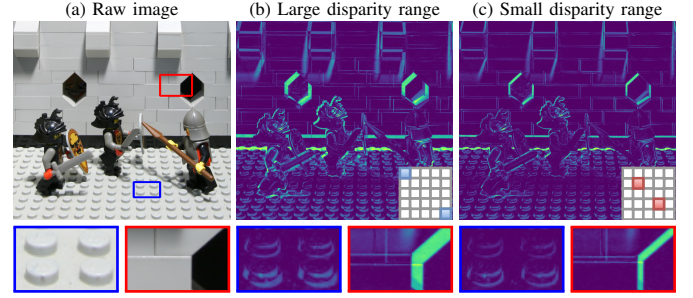 (a) Raw image
(b) Large disparity range
(c) Small disparity range